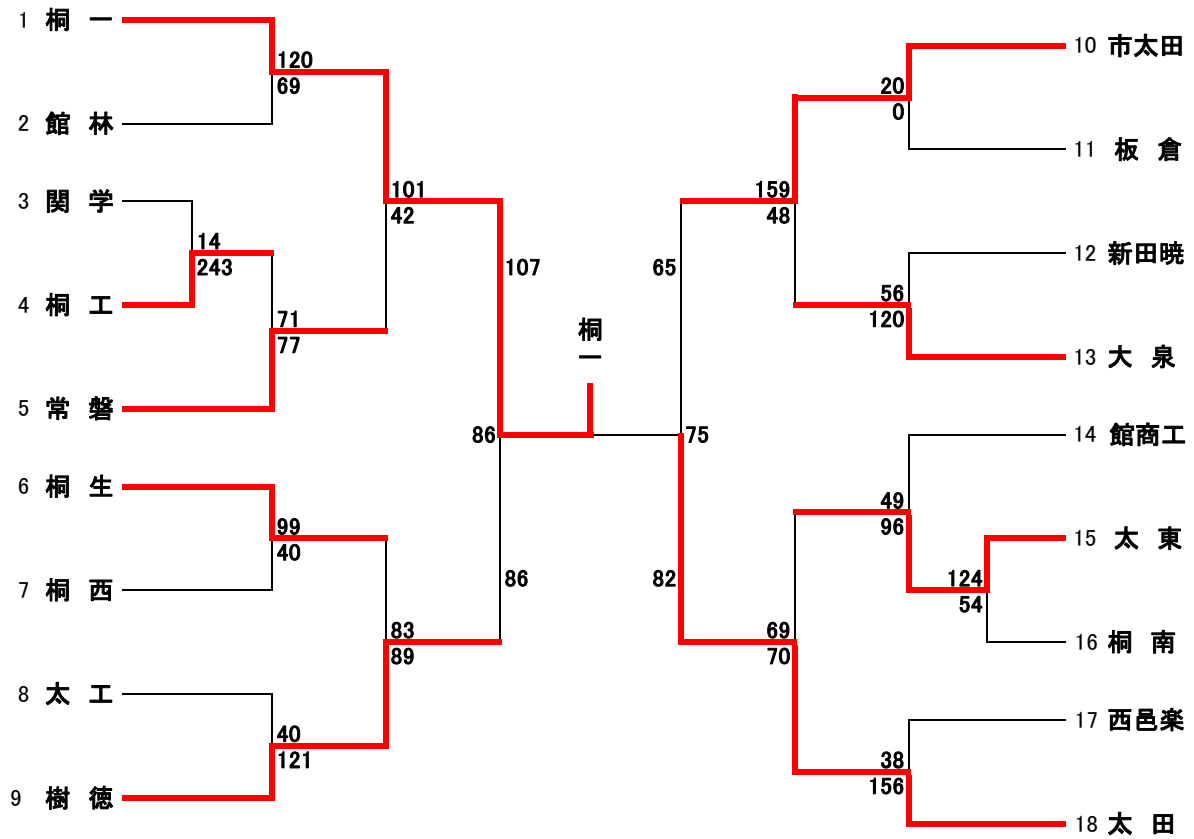 1 桐 一
120
69
2 館 林
3 関 学
101
42
14
243
4 桐 工
71
77
5 常 磐
107
6 桐 生
99
40
7 桐 西
86
83
89
8 太 工
40
121
9 樹 徳
桐一
86
75
10 市太田
20
0
11 板 倉
159
48
12 新田暁
65
56
120
13 大 泉
14 館商工
49
96
15 太 東
124
54
82
16 桐 南
69
70
17 西邑楽
38
156
18 太 田